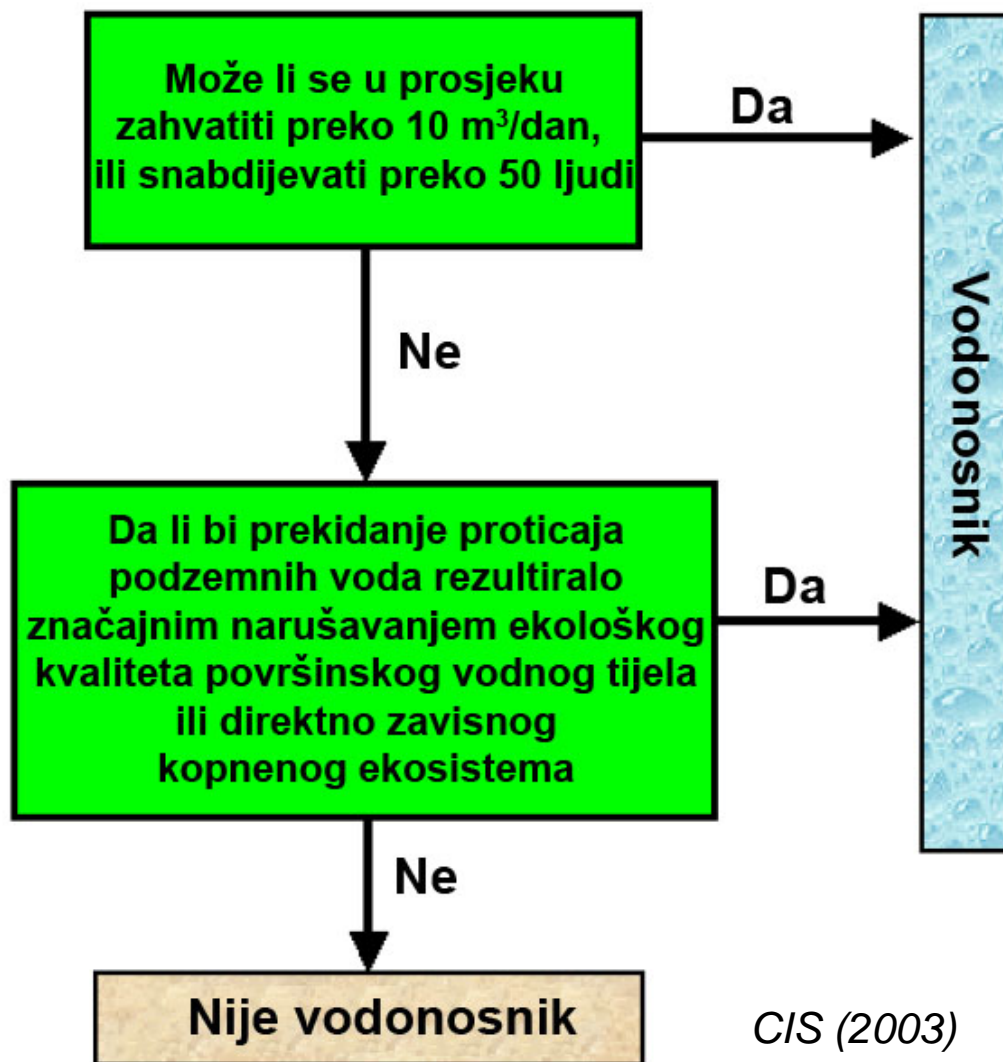 Može li se u prosjeku
zahvatiti preko 10 m³/dan,
ili snabdijevati preko 50 ljudi
Da
Ne
Vodonosnik
Da li bi prekidanje proticaja
podzemnih voda rezultiralo
značajnim narušavanjem ekološkog
kvaliteta površinskog vodnog tijela
ili direktno zavisnog
kopnenog ekosistema
Da
Ne
Nije vodonosnik
CIS (2003)